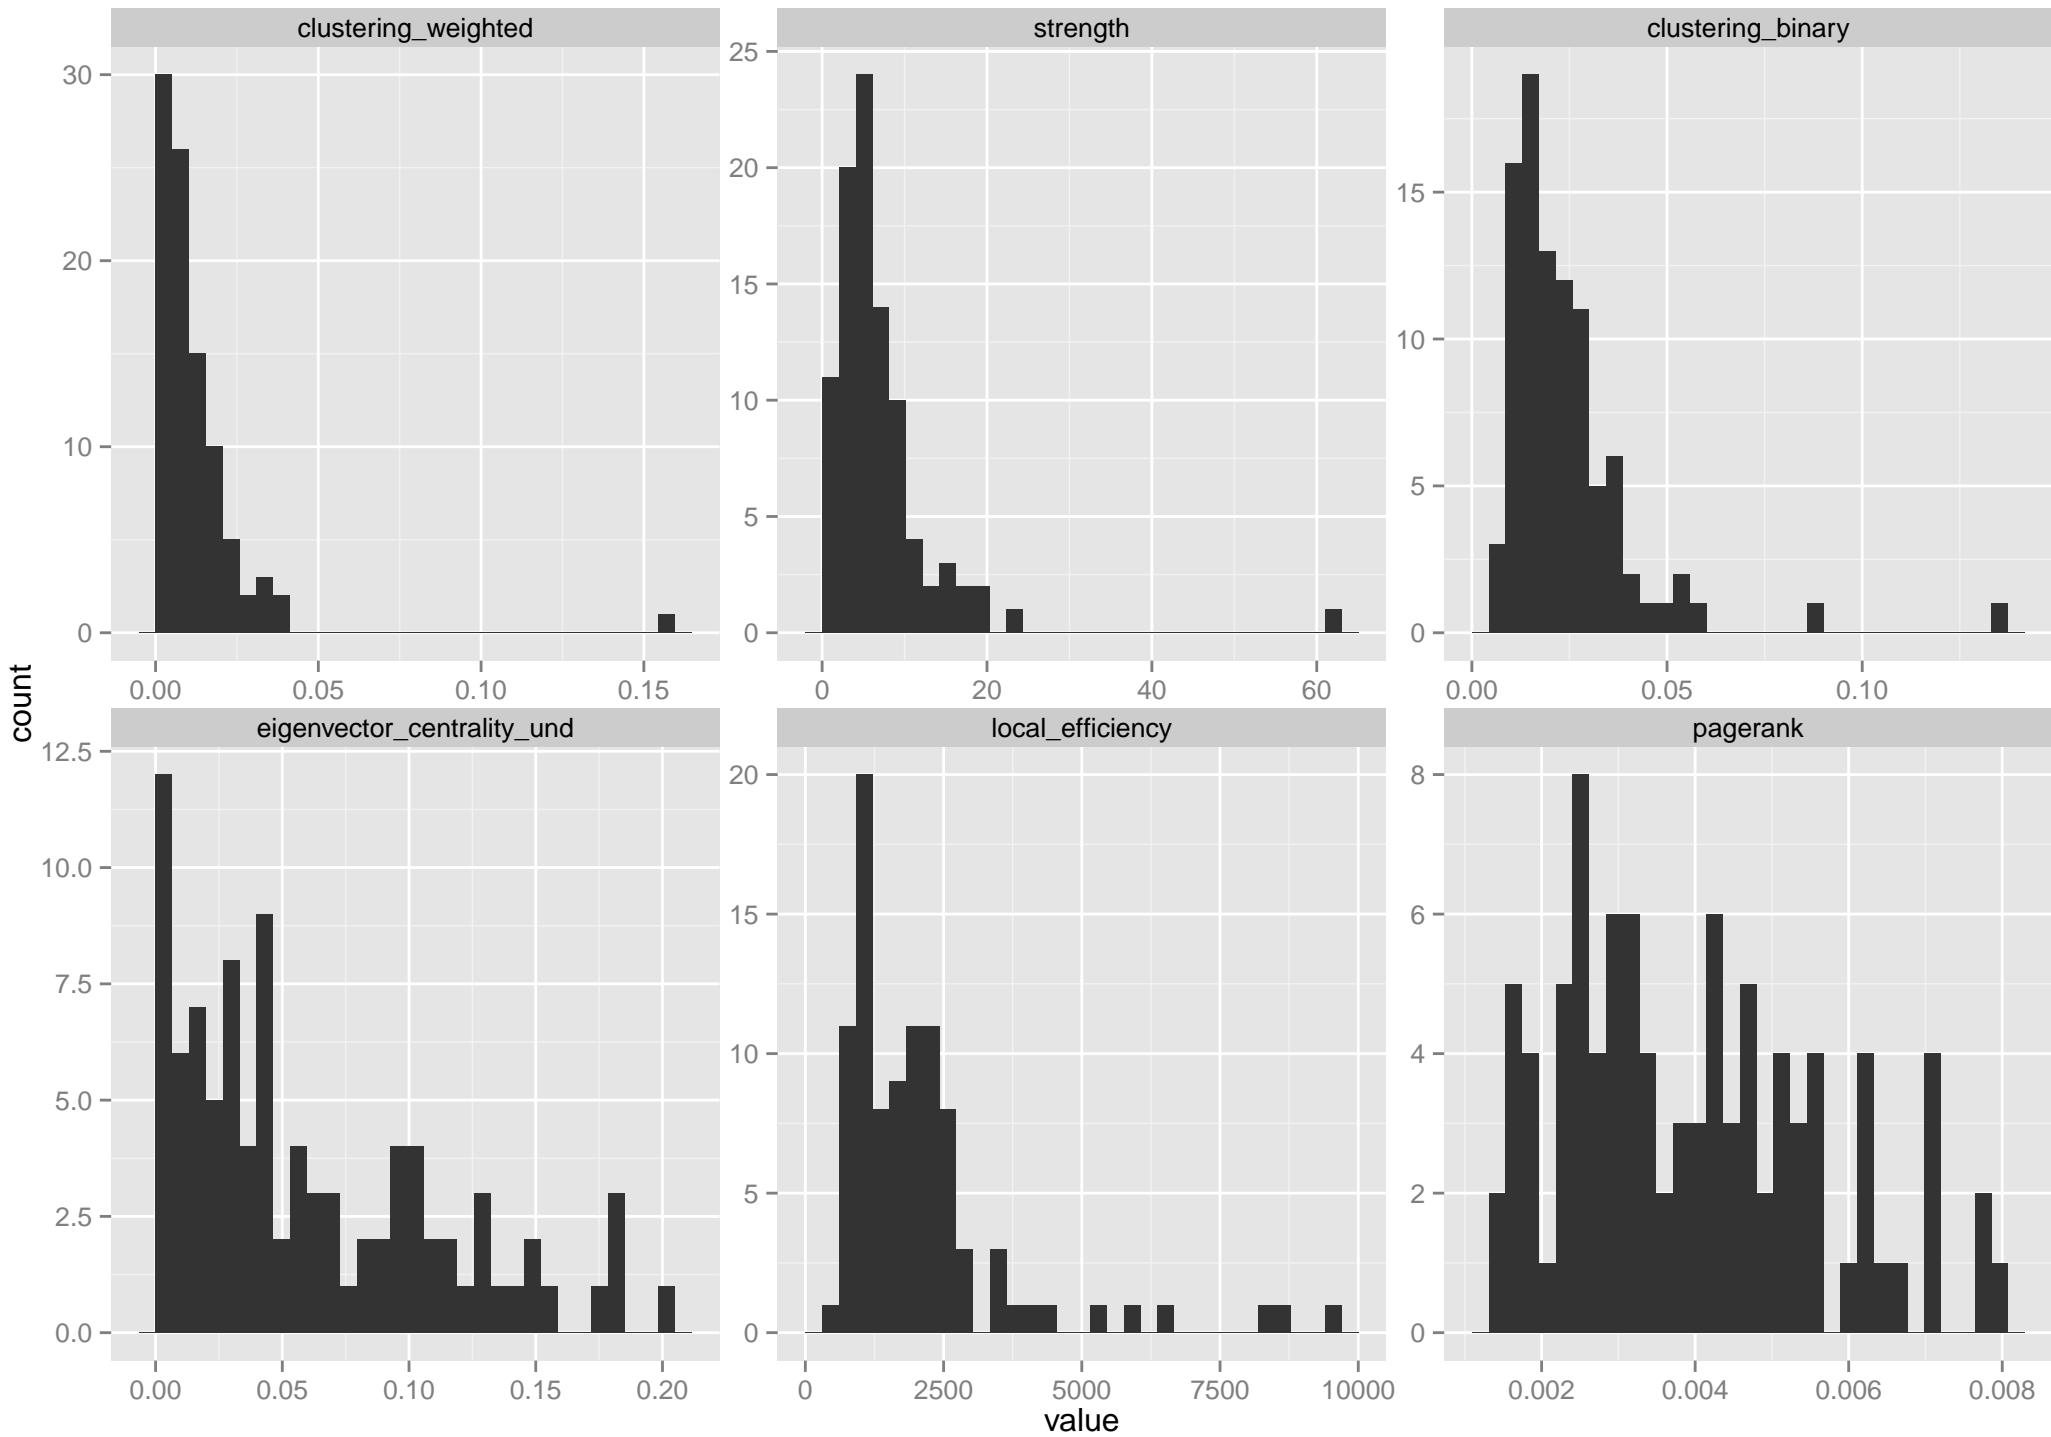 clustering_weighted
strength
clustering_binary
30
20
10
0
25
20
15
10
5
0
15
10
5
0
0.00 0.05 0.10 0.15
0 20 40 60
0.00 0.05 0.10
count
eigenvector_centrality_und
local_efficiency
pagerank
12.5
10.0
7.5
5.0
2.5
0.0
20
15
10
5
0
8
6
4
2
0
0.00 0.05 0.10 0.15 0.20
0 2500 5000 7500 10000
0.002 0.004 0.006 0.008
value